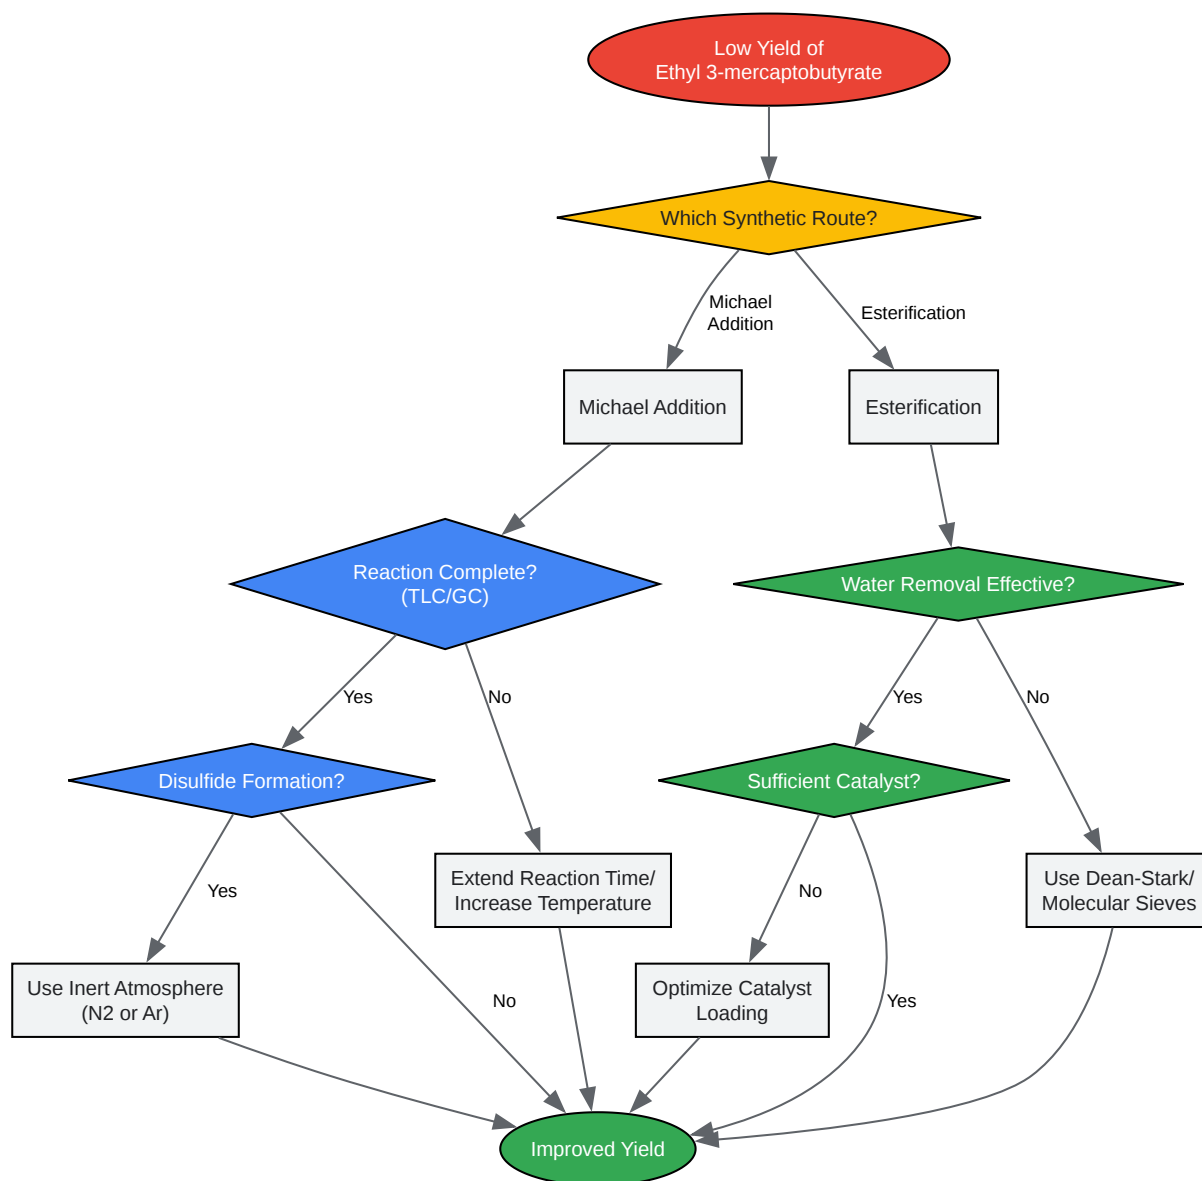 Low Yield of
Ethyl 3-mercaptobutyrate
Which Synthetic Route?
Michael
Addition
Esterification
Michael Addition
Esterification
Reaction Complete?
(TLC/GC)
Water Removal Effective?
Yes
No
Yes
No
Disulfide Formation?
Sufficient Catalyst?
Extend Reaction Time/
Increase Temperature
Use Dean-Stark/
Molecular Sieves
Yes
No
Use Inert Atmosphere
(N2 or Ar)
No
Optimize Catalyst
Loading
Yes
Improved Yield